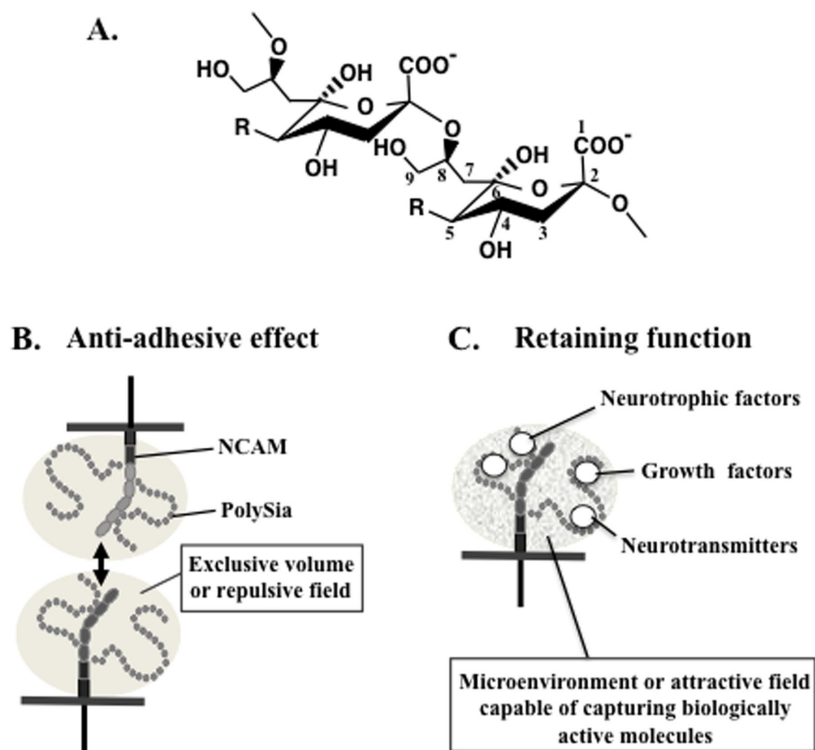 A.
O
HO
OH
COO-
O
R
O
OH
HO
1
COO-
9
8
7
OH
6
O
2
R
O
5
4
3
OH
B. Anti-adhesive effect
NCAM
PolySia
Exclusive volume
or repulsive field
C. Retaining function
Neurotrophic factors
Growth factors
Neurotransmitters
Microenvironment or attractive field
capable of capturing biologically
active molecules